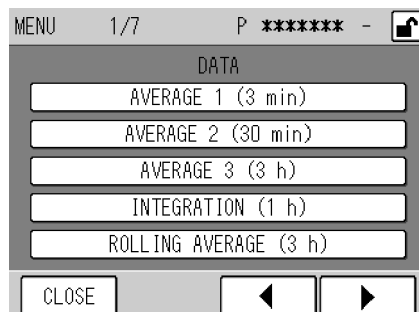 MENU 1/7 P ******* -
DATA
AVERAGE 1 (3 min)
AVERAGE 2 (30 min)
AVERAGE 3 (3 h)
INTEGRATION (1 h)
ROLLING AVERAGE (3 h)
CLOSE